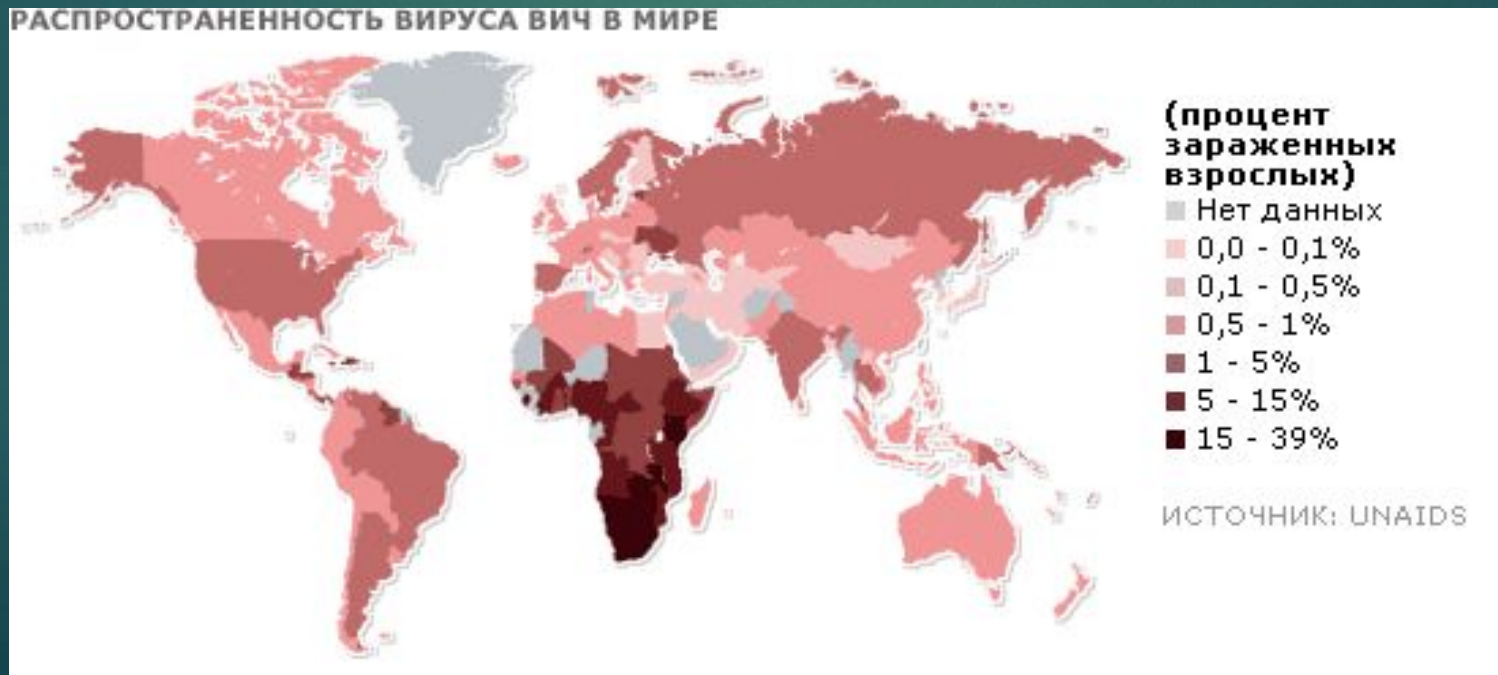 РАСПРОСТРАНЕННОСТЬ ВИРУСА ВИЧ В МИРЕ
(процент
зараженных
взрослых)
Нет данных
0,0 - 0,1%
0,1 - 0,5%
0,5 - 1%
1 - 5%
5 - 15%
15 - 39%
ИСТОЧНИК: UNAIDS